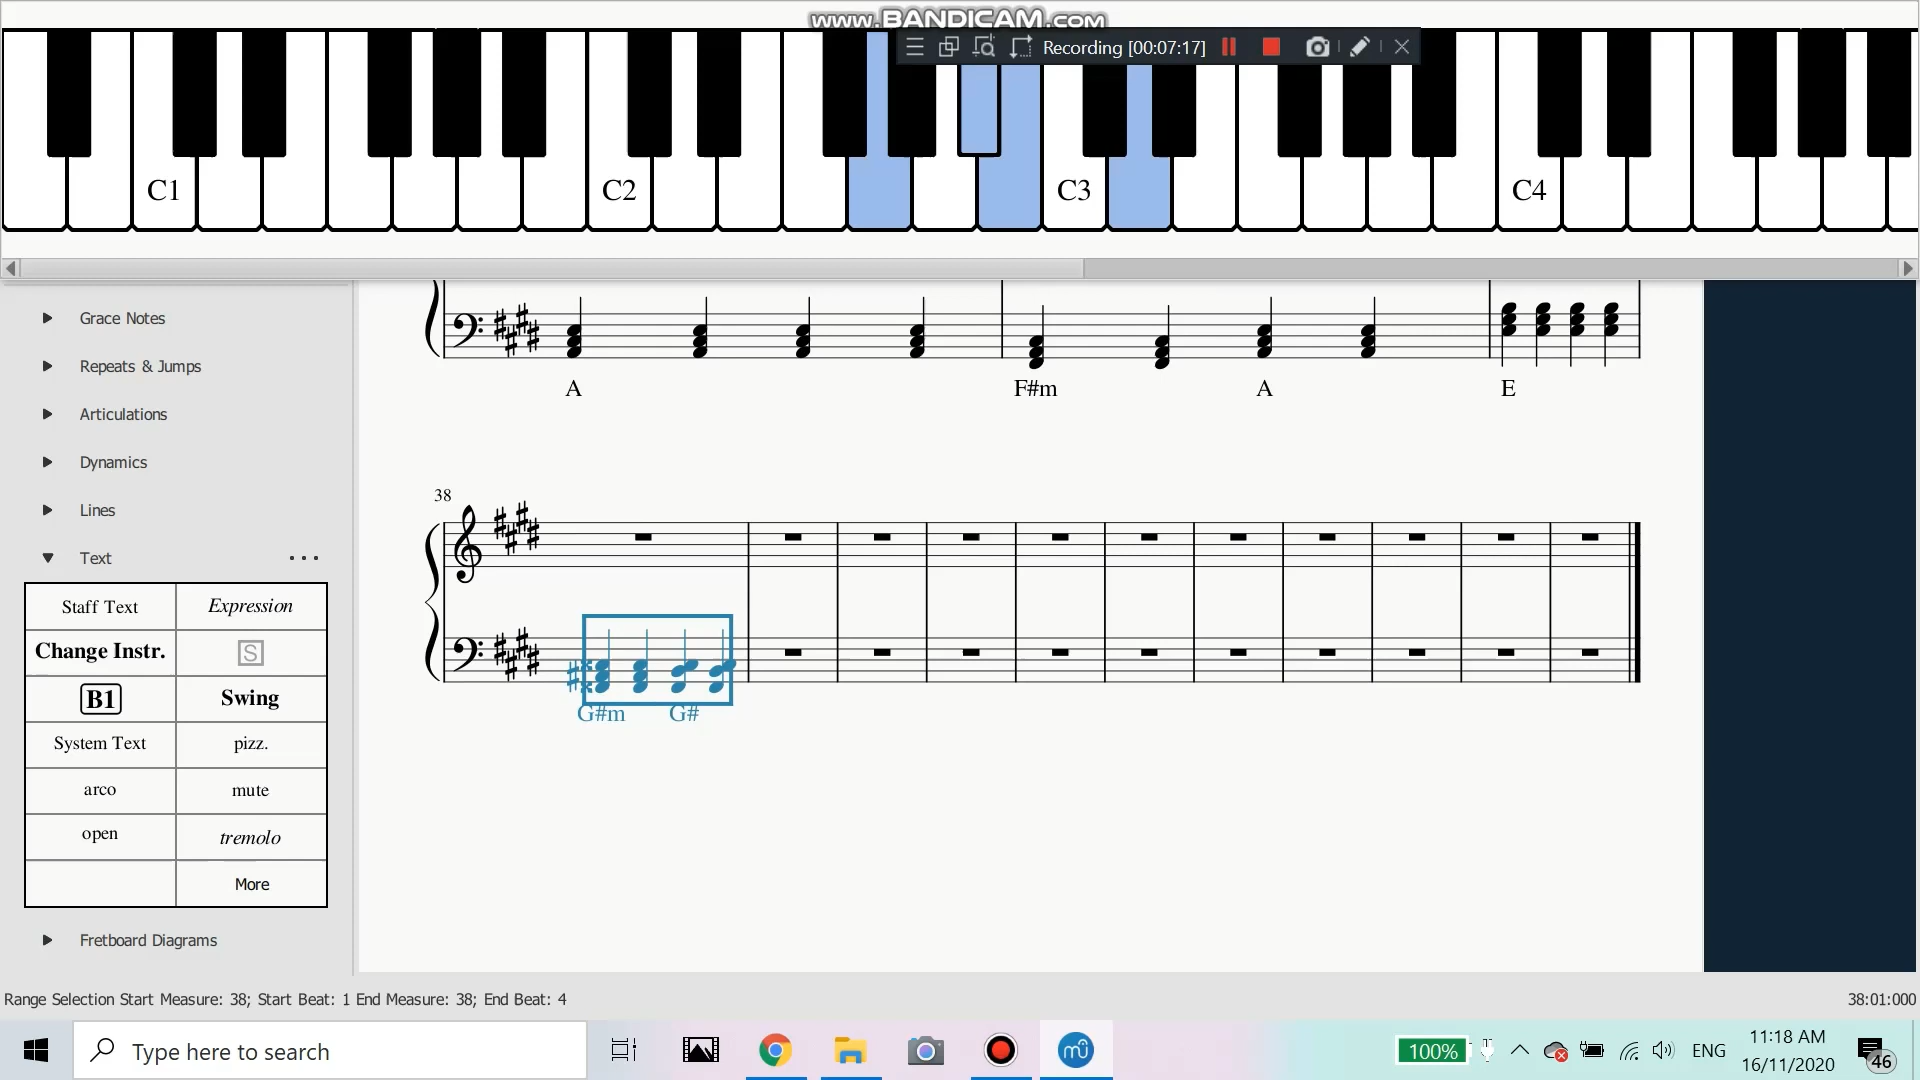 www.BANDICAM.com
Recording [00:07:17]
C1
C2
C3
C4
Grace Notes
Repeats & Jumps
Articulations
Dynamics
Lines
Text
Staff Text
Expression
Change Instr.
S
B1
Swing
System Text
pizz.
arco
mute
open
tremolo
More
Fretboard Diagrams
A
F#m
A
E
38
G#m
G#
Range Selection Start Measure: 38; Start Beat: 1 End Measure: 38; End Beat: 4
38:01:000
Type here to search
100%
ENG
11:18 AM
16/11/2020
46